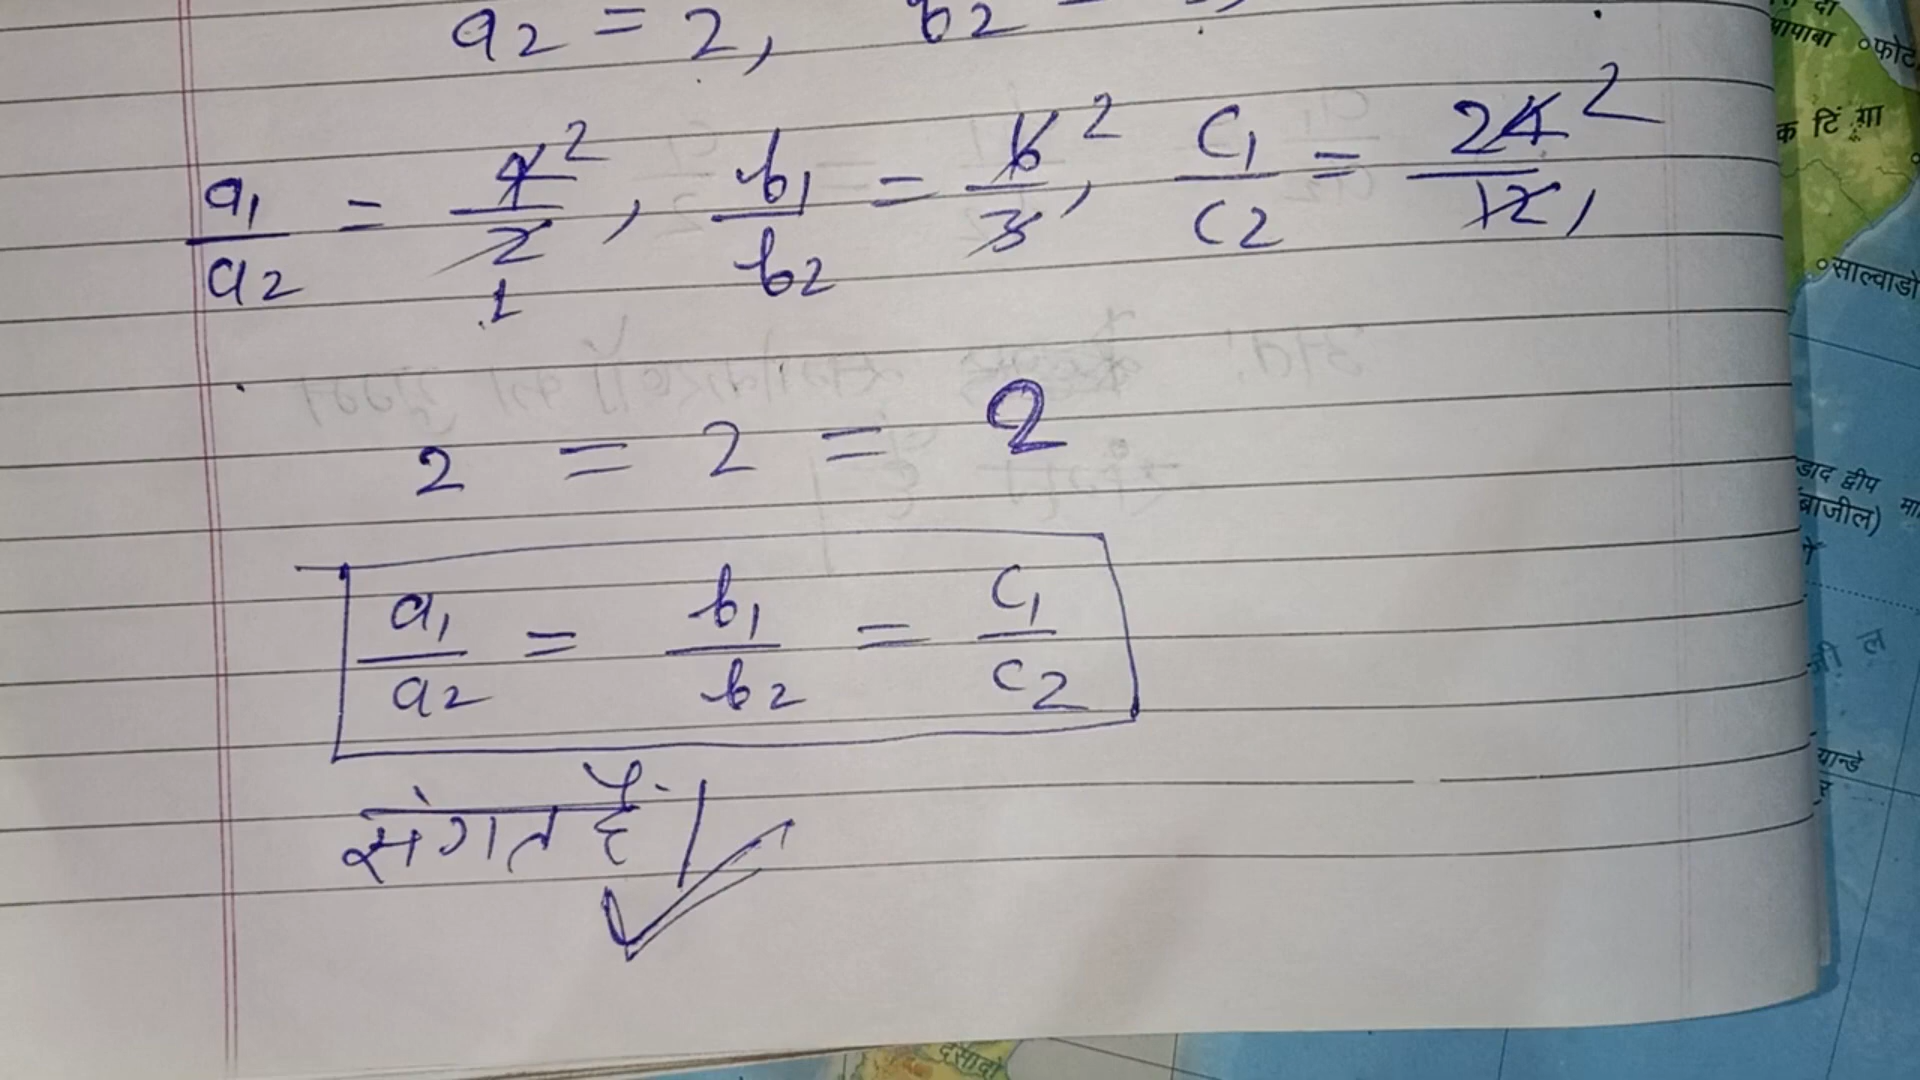 a2 = 2, b2
a1/a2 = 4 2/2 1, b1/b2 = 6 2/3, C1/C2 = 24 2/12,
2 = 2 = 2
a1/a2 = b1/b2 = C1/C2
संगत है।
पापाबा
क टिं गा
साल्वाडो
डाद द्वीप
बाजील)